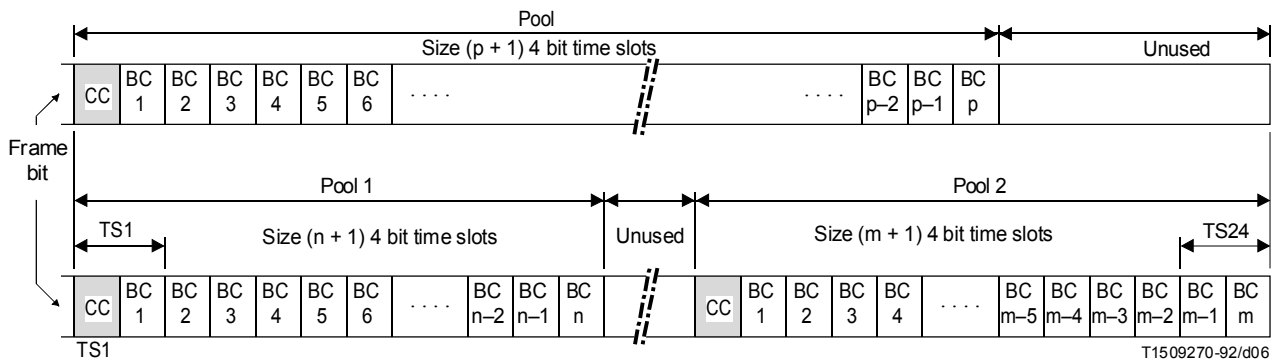 Pool
Size (p + 1) 4 bit time slots
Unused
CC BC 1 BC 2 BC 3 BC 4 BC 5 BC 6 . . . . . . . . BC p–2 BC p–1 BC p
Frame bit
Pool 1
Pool 2
TS1
Size (n + 1) 4 bit time slots
Unused
Size (m + 1) 4 bit time slots
TS24
CC BC 1 BC 2 BC 3 BC 4 BC 5 BC 6 . . . . BC n–2 BC n–1 BC n CC BC 1 BC 2 BC 3 BC 4 . . . . BC m–5 BC m–4 BC m–3 BC m–2 BC m–1 BC m
TS1
T1509270-92/d06